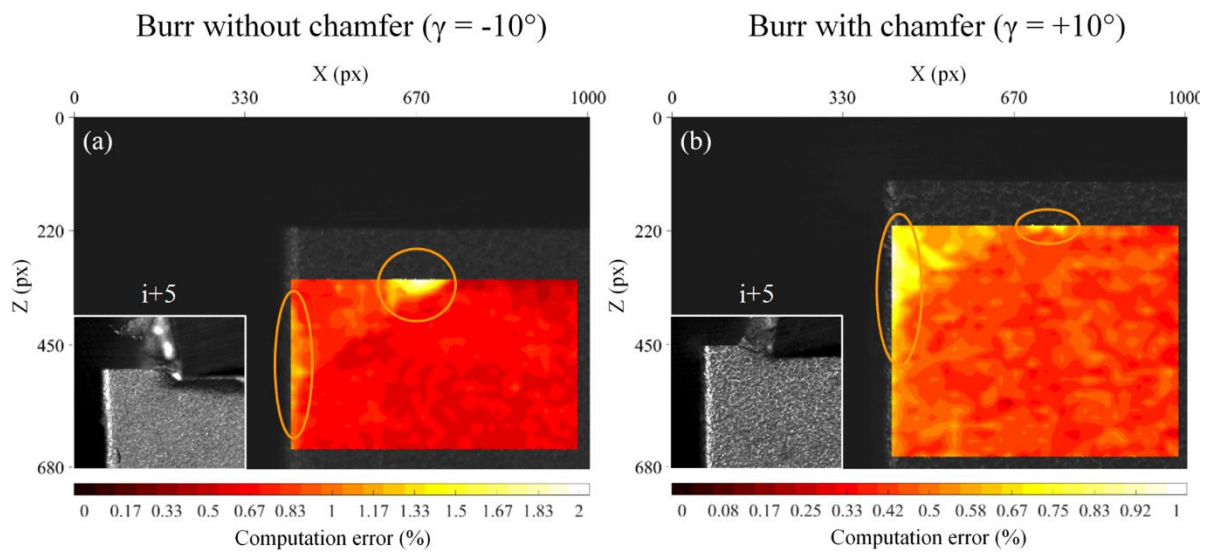 Burr without chamfer (γ = -10°)
X (px)
0 330 670 1000
Z (px)
0
220
450
680
(a)
i+5
0 0.17 0.33 0.5 0.67 0.83 1 1.17 1.33 1.5 1.67 1.83 2
Computation error (%)
Burr with chamfer (γ = +10°)
X (px)
0 330 670 1000
Z (px)
0
220
450
680
(b)
i+5
0 0.08 0.17 0.25 0.33 0.42 0.5 0.58 0.67 0.75 0.83 0.92 1
Computation error (%)